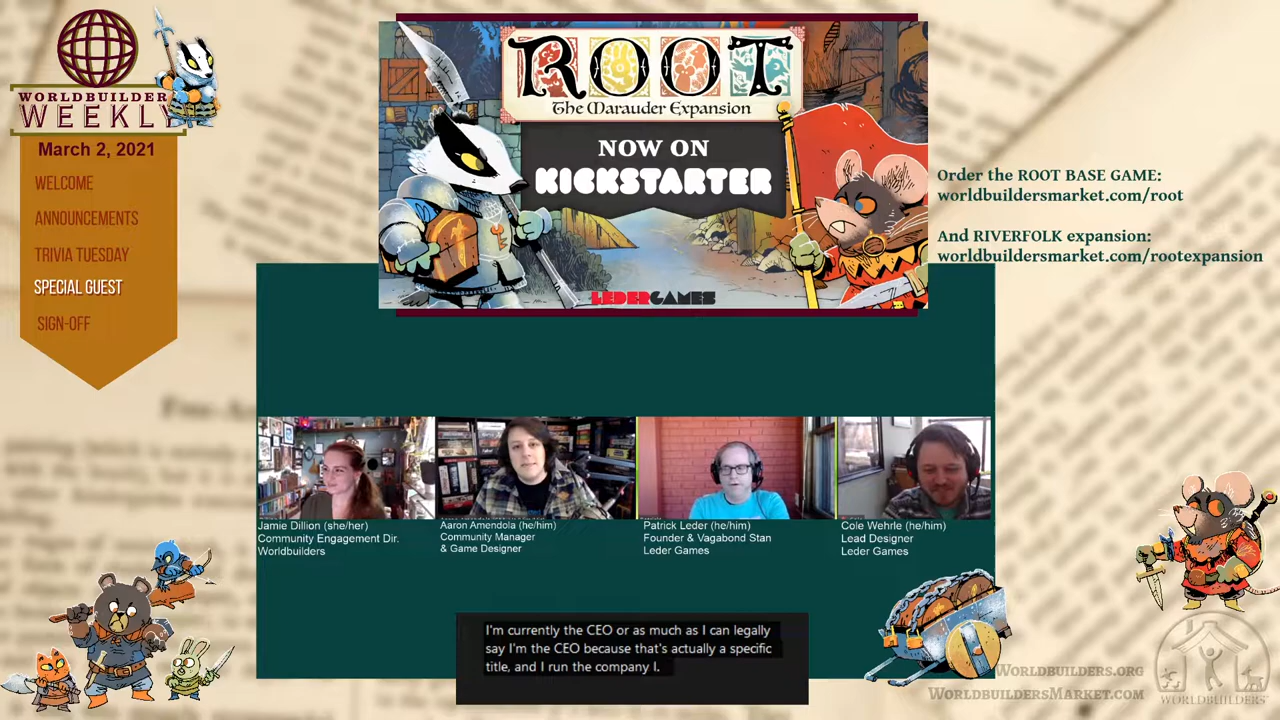 WORLDBUILDER
WEEKLY
March 2, 2021
WELCOME
ANNOUNCEMENTS
TRIVIA TUESDAY
SPECIAL GUEST
SIGN-OFF
ROOT
The Marauder Expansion
NOW ON
KICKSTARTER
LEDERGAMES
Order the ROOT BASE GAME:
worldbuildersmarket.com/root
And RIVERFOLK expansion:
worldbuildersmarket.com/rootexpansion
Jamie Dillion (she/her)
Community Engagement Dir.
Worldbuilders
Aaron Amendola (he/him)
Community Manager
& Game Designer
Patrick Leder (he/him)
Founder & Vagabond Stan
Leder Games
Cole Wehrle (he/him)
Lead Designer
Leder Games
I'm currently the CEO or as much as I can legally
say I'm the CEO because that's actually a specific
title, and I run the company I.
WORLDBUILDERS.ORG
WORLDBUILDERSMARKET.COM
WORLDBUILDERS